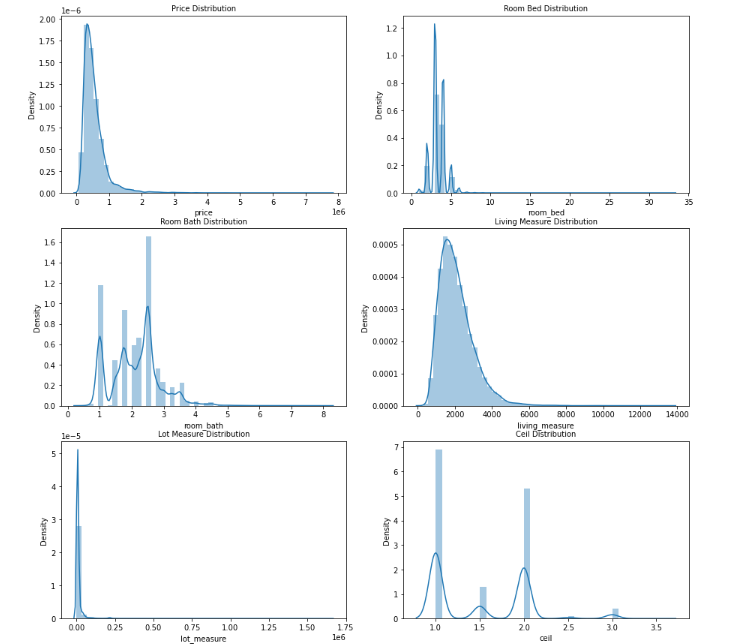 Price Distribution
1e−6
2.00
1.75
1.50
1.25
1.00
0.75
0.50
0.25
0.00
Density
0 1 2 3 4 5 6 7 8
1e6
price
Room Bed Distribution
1.2
1.0
0.8
0.6
0.4
0.2
0.0
Density
0 5 10 15 20 25 30 35
room_bed
Room Bath Distribution
1.6
1.4
1.2
1.0
0.8
0.6
0.4
0.2
0.0
Density
0 1 2 3 4 5 6 7 8
room_bath
Living Measure Distribution
0.0005
0.0004
0.0003
0.0002
0.0001
0.0000
Density
0 2000 4000 6000 8000 10000 12000 14000
living_measure
Lot Measure Distribution
1e−5
5
4
3
2
1
0
Density
0.00 0.25 0.50 0.75 1.00 1.25 1.50 1.75
1e6
lot_measure
Ceil Distribution
7
6
5
4
3
2
1
0
Density
1.0 1.5 2.0 2.5 3.0 3.5
ceil